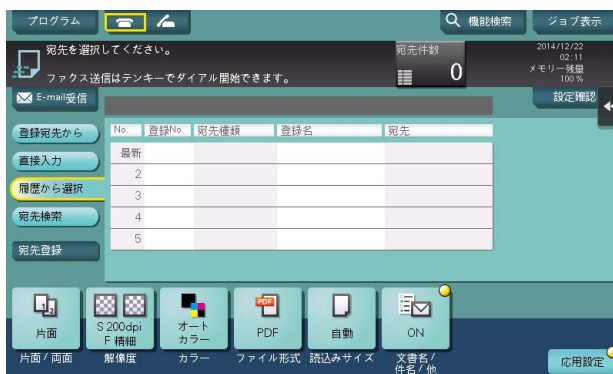 プログラム
機能検索
ジョブ表示
宛先を選択してください。
ファクス送信はテンキーでダイアル開始できます。
宛先件数
0
2014/12/22
02:11
メモリー残量
100 %
E-mail受信
設定確認
登録宛先から
直接入力
履歴から選択
宛先検索
宛先登録
No. 登録No. 宛先種類 登録名 宛先
最新
2
3
4
5
片面
S 200dpi
F 精細
オート
カラー
PDF
PDF
自動
ON
片面/両面
解像度
カラー
ファイル形式
読込みサイズ
文書名/
件名/他
応用設定